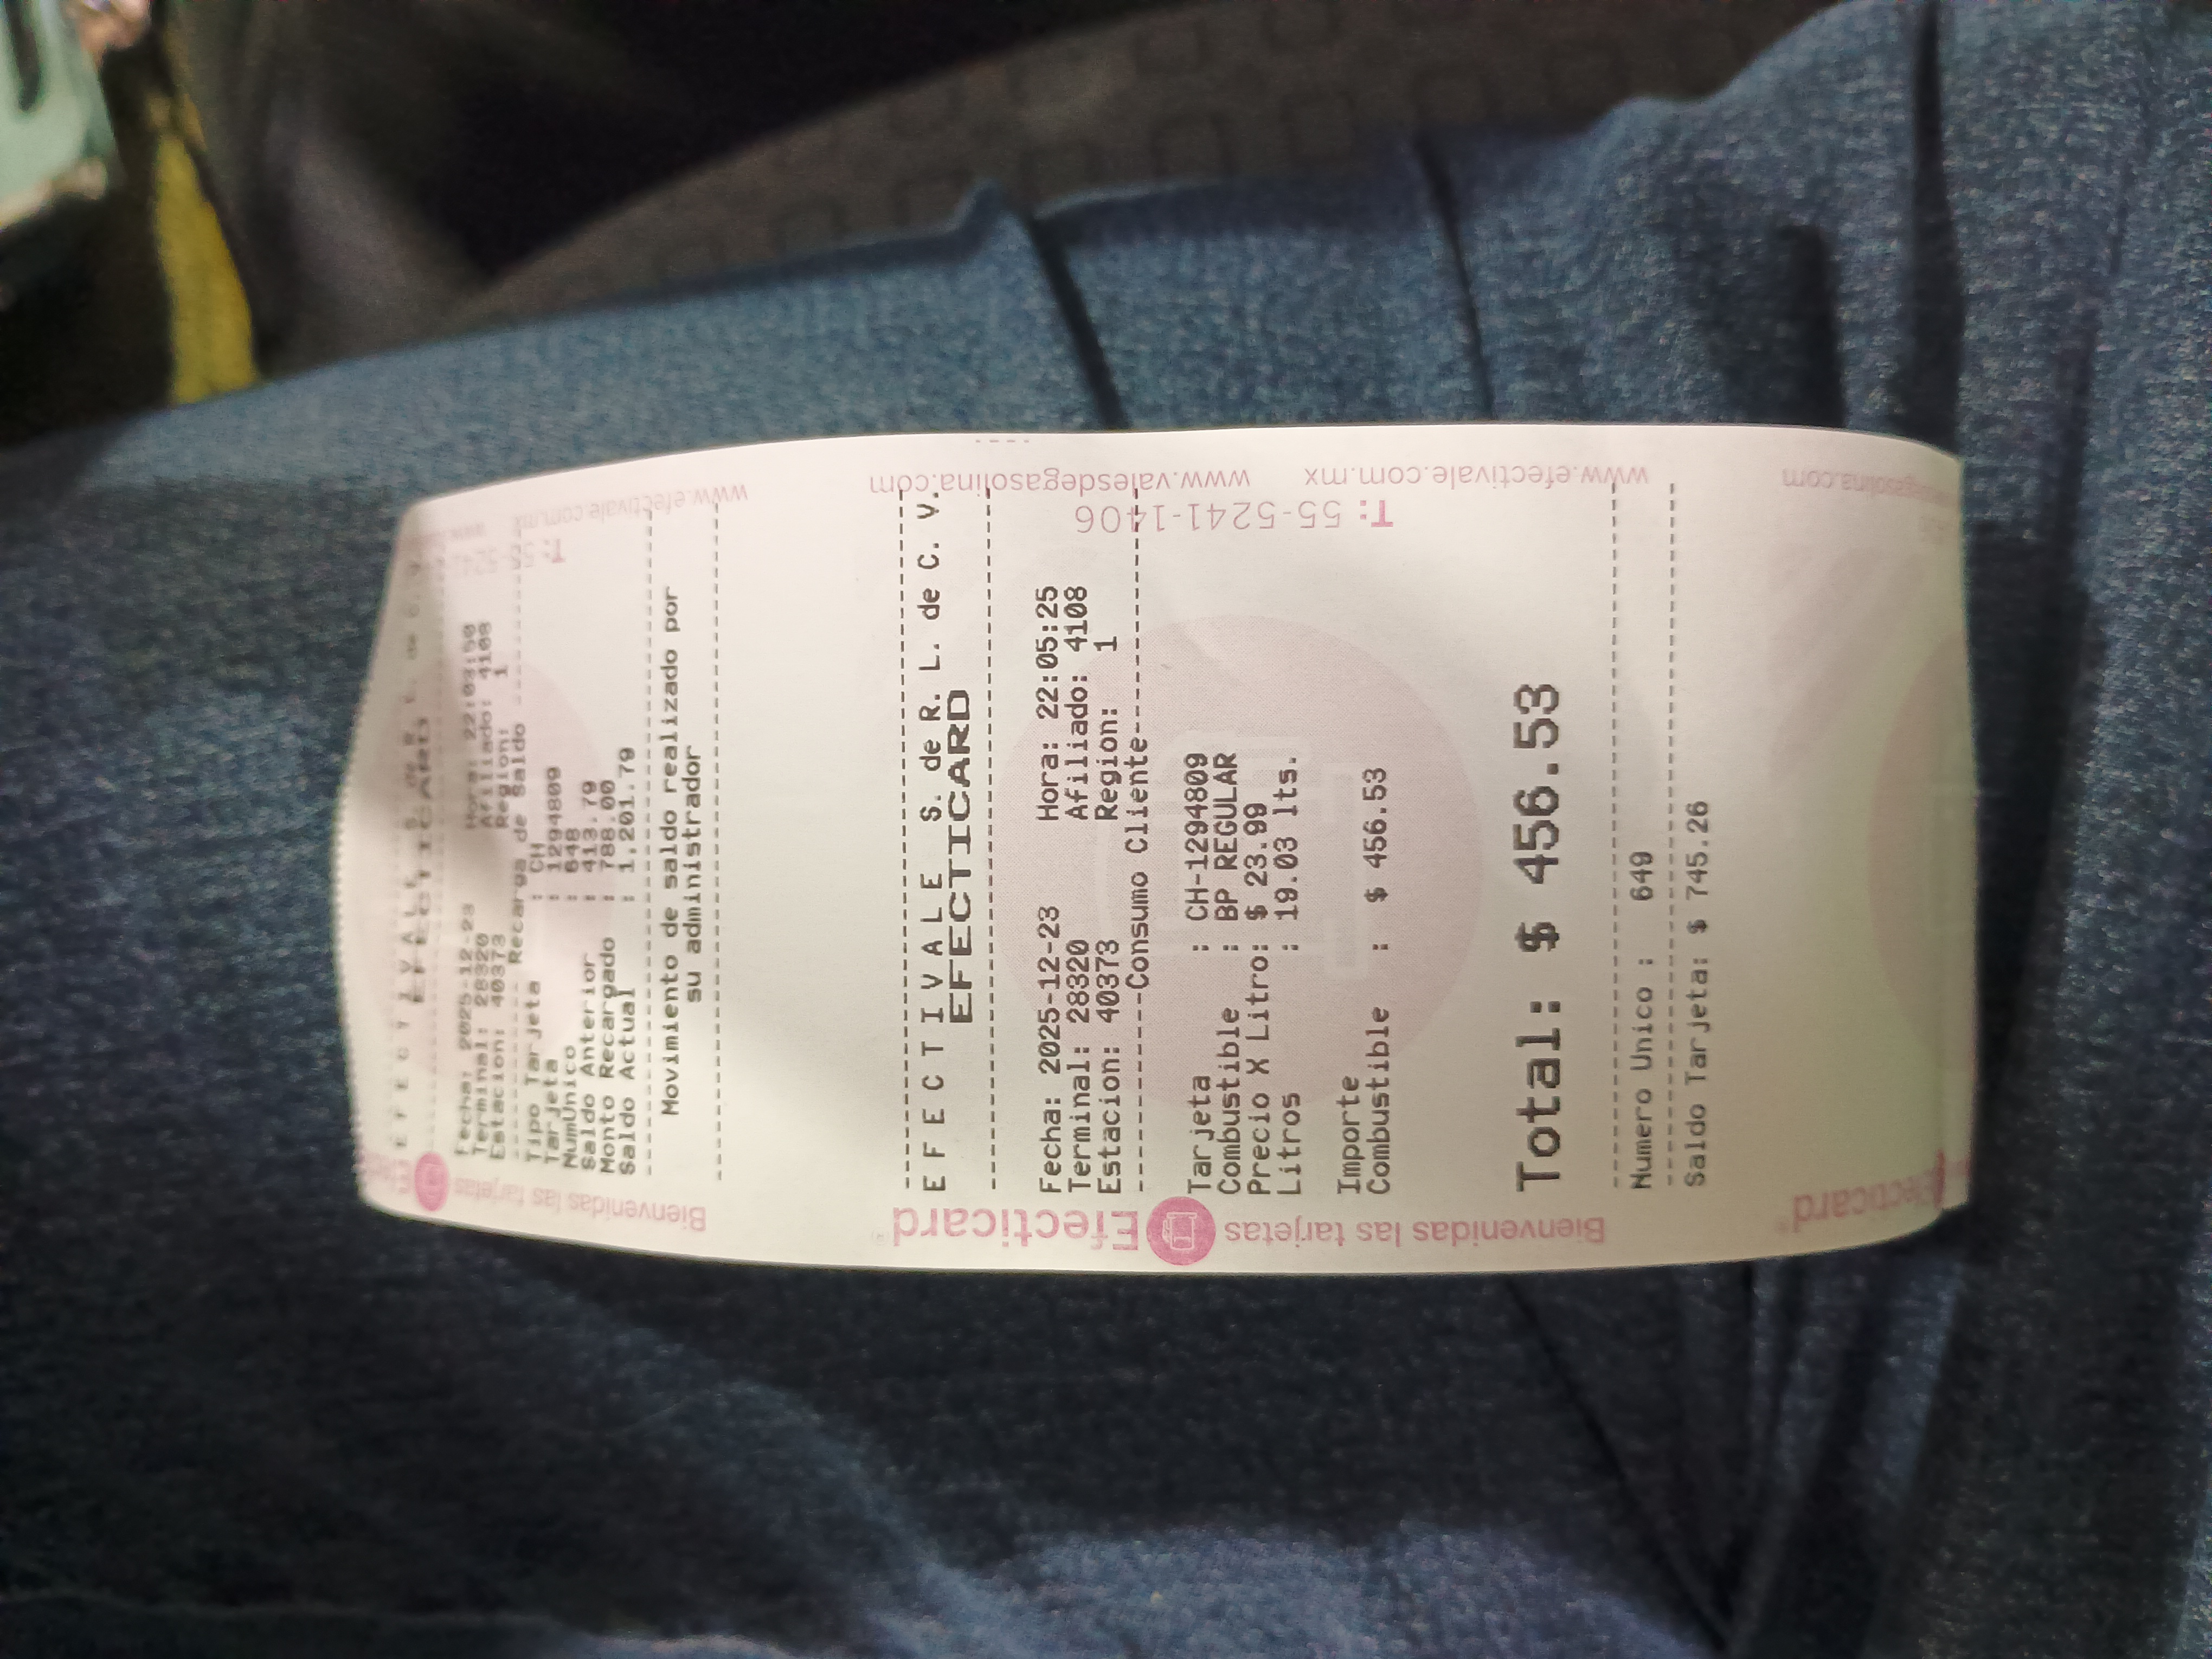 E F E C T I V A L E  S. de R. L. de C. V.
EFECTICARD
Fecha: 2025-12-23 Hora: 22:03:50
Terminal: 28320 Afiliado: 4108
Estacion: 40373 Region: 1
------Recarga de Saldo------
Tipo Tarjeta : CH
Tarjeta : 1294809
NumUnico : 648
Saldo Anterior : 413.79
Monto Recargado : 788.00
Saldo Actual : 1,201.79
Movimiento de saldo realizado por
su administrador
E F E C T I V A L E  S. de R. L. de C. V.
EFECTICARD
Fecha: 2025-12-23 Hora: 22:05:25
Terminal: 28320 Afiliado: 4108
Estacion: 40373 Region: 1
------Consumo Cliente------
Tarjeta : CH-1294809
Combustible : BP REGULAR
Precio X Litro: $ 23.99
Litros : 19.03 lts.
Importe
Combustible : $ 456.53
Total: $ 456.53
Numero Unico : 649
Saldo Tarjeta: $ 745.26
Bienvenidas las tarjetas
Efecticard
Bienvenidas las tarjetas
Efecticard
www.efectivale.com.mx
T: 55-5241-1406
www.efectivale.com.mx www.valesdegasolina.com